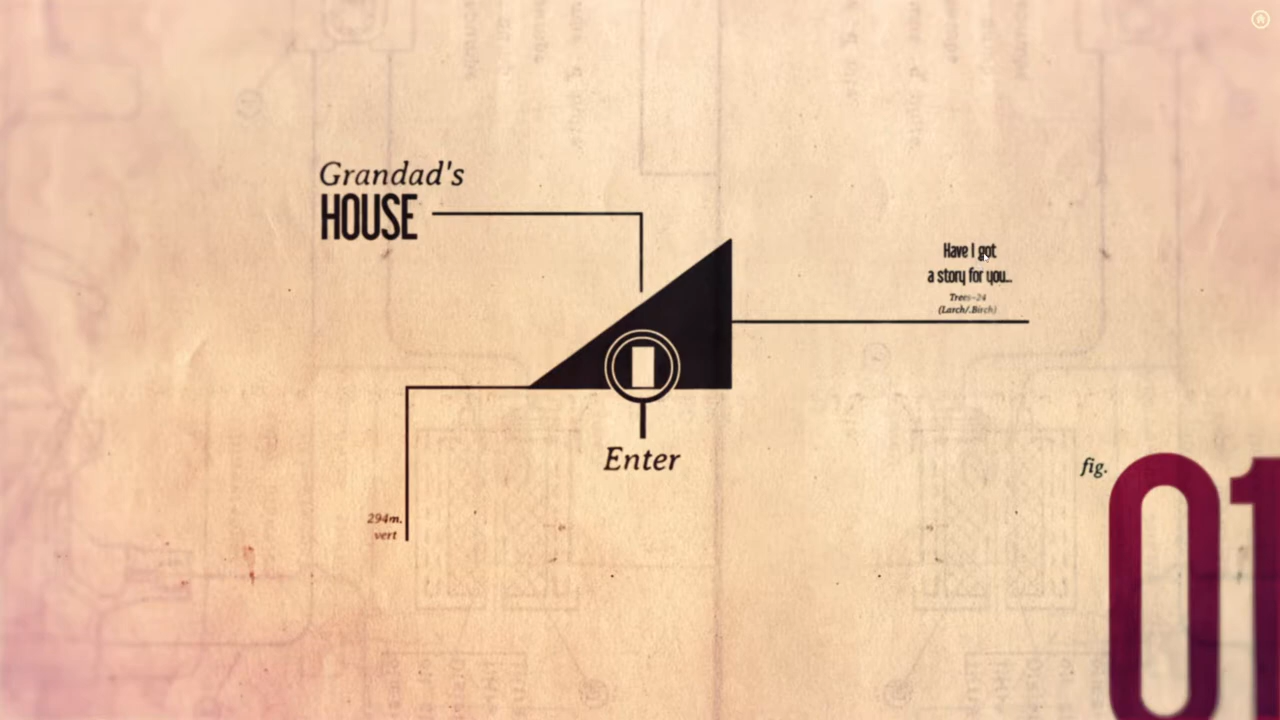 Grandad's
HOUSE
Have I got
a story for you...
Trees-24
(Larch/.Birch)
Enter
294m.
vert
fig.
01